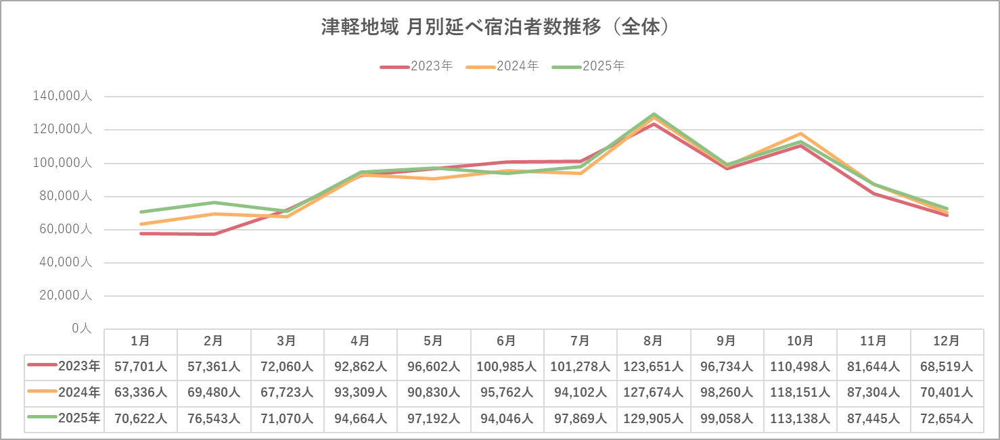 津軽地域 月別延べ宿泊者数推移（全体）
2023年 2024年 2025年
140,000人
120,000人
100,000人
80,000人
60,000人
40,000人
20,000人
0人
1月 2月 3月 4月 5月 6月 7月 8月 9月 10月 11月 12月
2023年 57,701人 57,361人 72,060人 92,862人 96,602人 100,985人 101,278人 123,651人 96,734人 110,498人 81,644人 68,519人
2024年 63,336人 69,480人 67,723人 93,309人 90,830人 95,762人 94,102人 127,674人 98,260人 118,151人 87,304人 70,401人
2025年 70,622人 76,543人 71,070人 94,664人 97,192人 94,046人 97,869人 129,905人 99,058人 113,138人 87,445人 72,654人